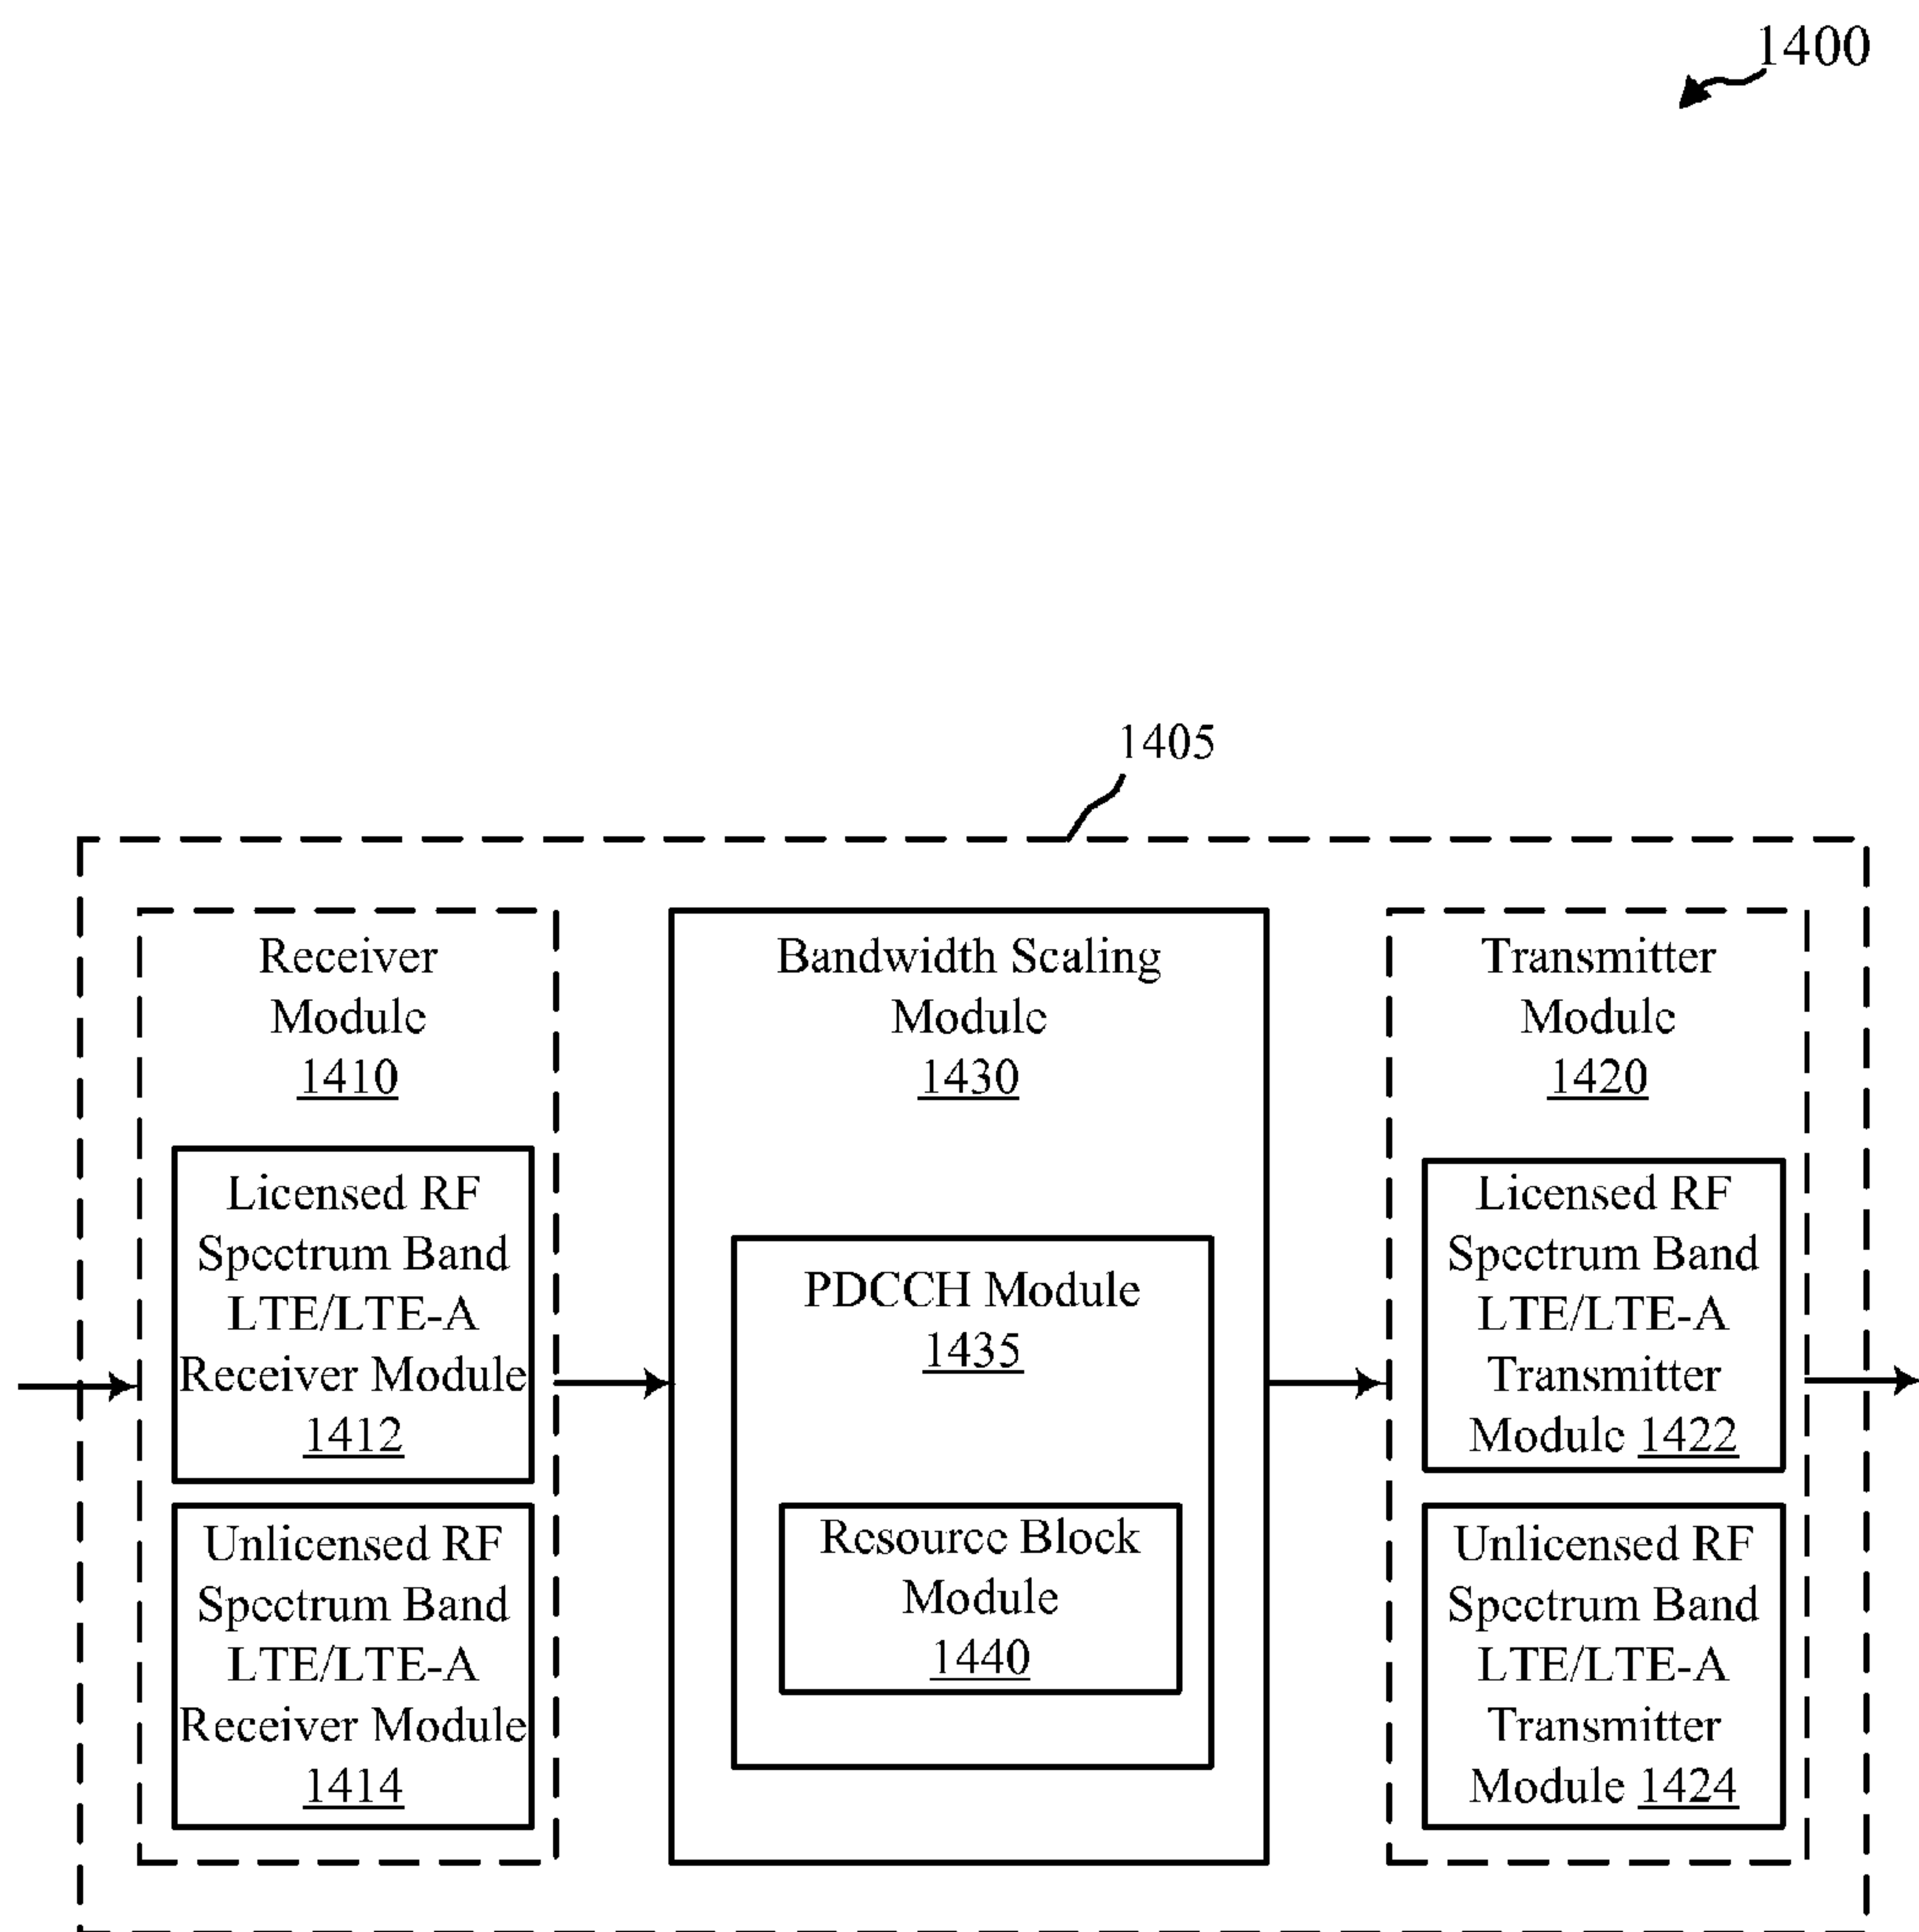 1400
1405
Receiver
Module
1410
Licensed RF
Spectrum Band
LTE/LTE-A
Receiver Module
1412
Unlicensed RF
Spectrum Band
LTE/LTE-A
Receiver Module
1414
Bandwidth Scaling
Module
1430
PDCCH Module
1435
Resource Block
Module
1440
Transmitter
Module
1420
Licensed RF
Spectrum Band
LTE/LTE-A
Transmitter
Module 1422
Unlicensed RF
Spectrum Band
LTE/LTE-A
Transmitter
Module 1424